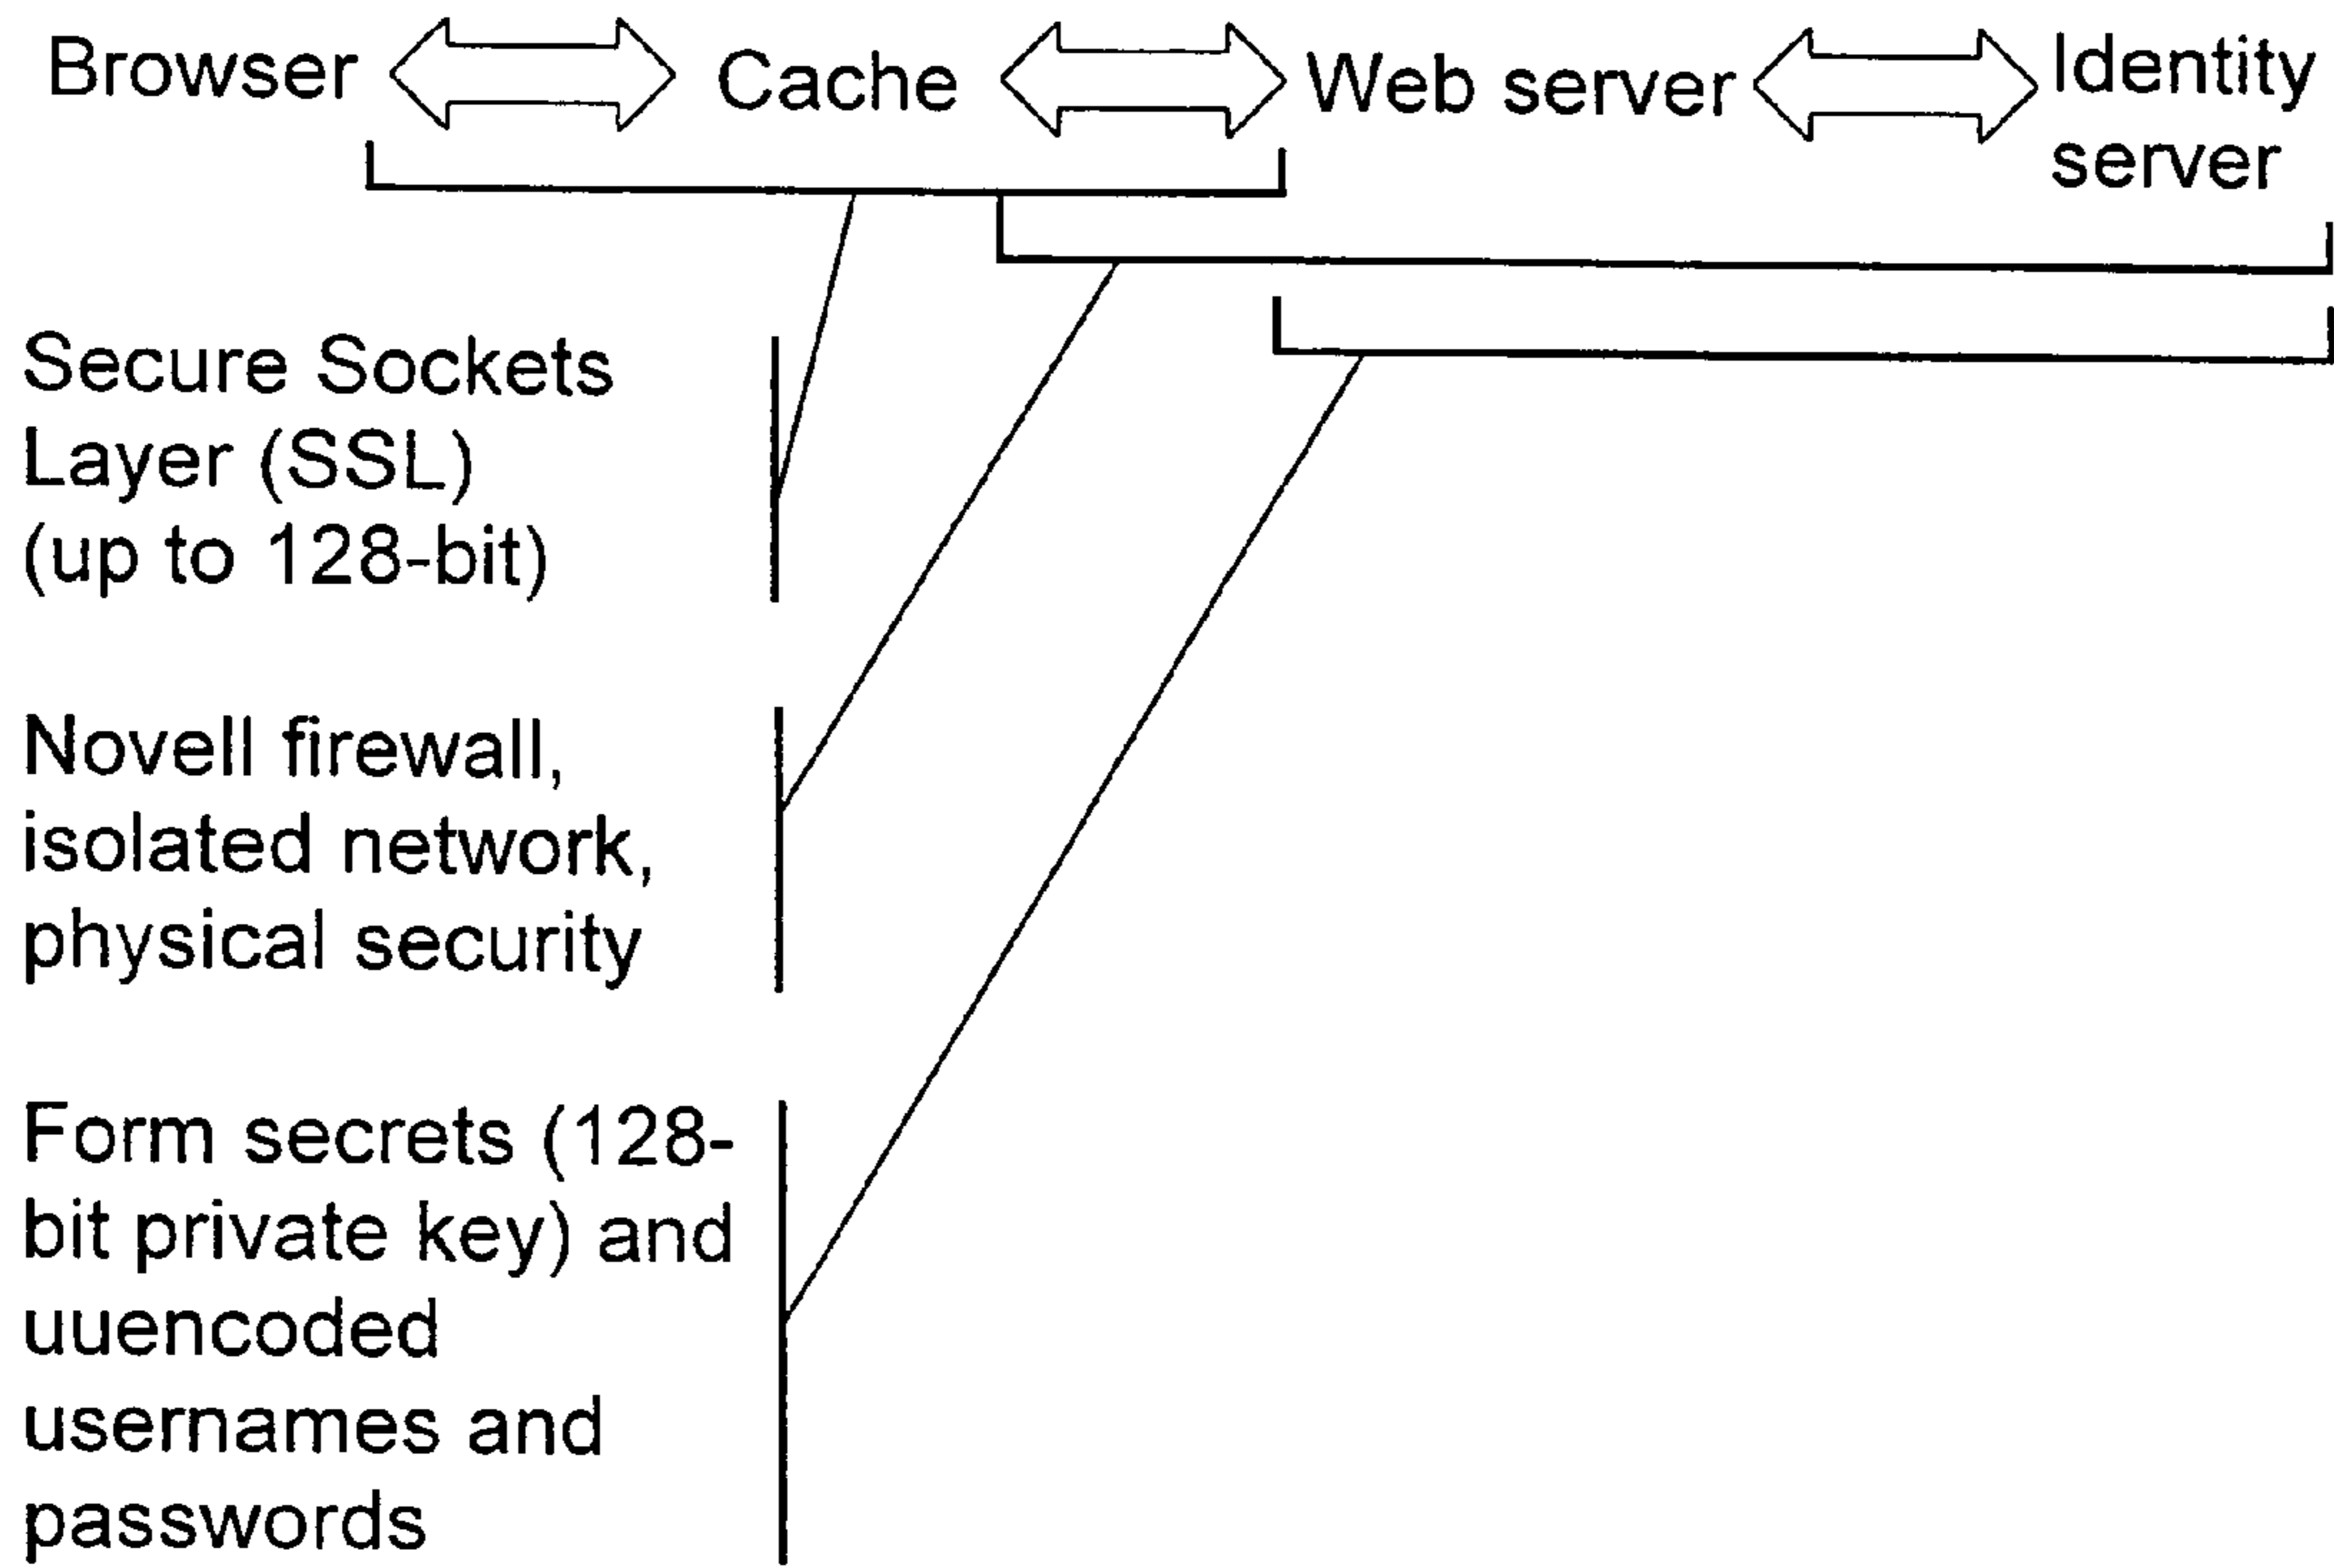 Browser Cache Web server Identity
server
Secure Sockets
Layer (SSL)
(up to 128-bit)
Novell firewall,
isolated network,
physical security
Form secrets (128-
bit private key) and
uuencoded
usernames and
passwords